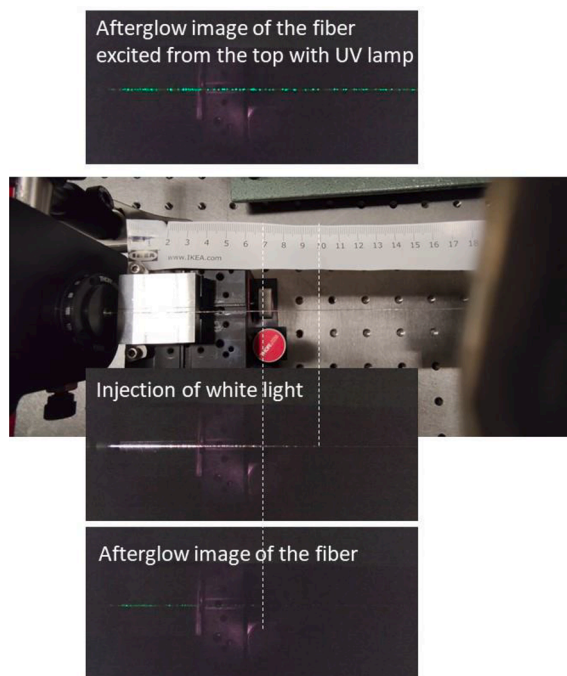 Afterglow image of the fiber
excited from the top with UV lamp
2 3 4 5 6 7 8 9 10 11 12 13 14 15 16 17 18
www.IKEA.com
Injection of white light
Afterglow image of the fiber